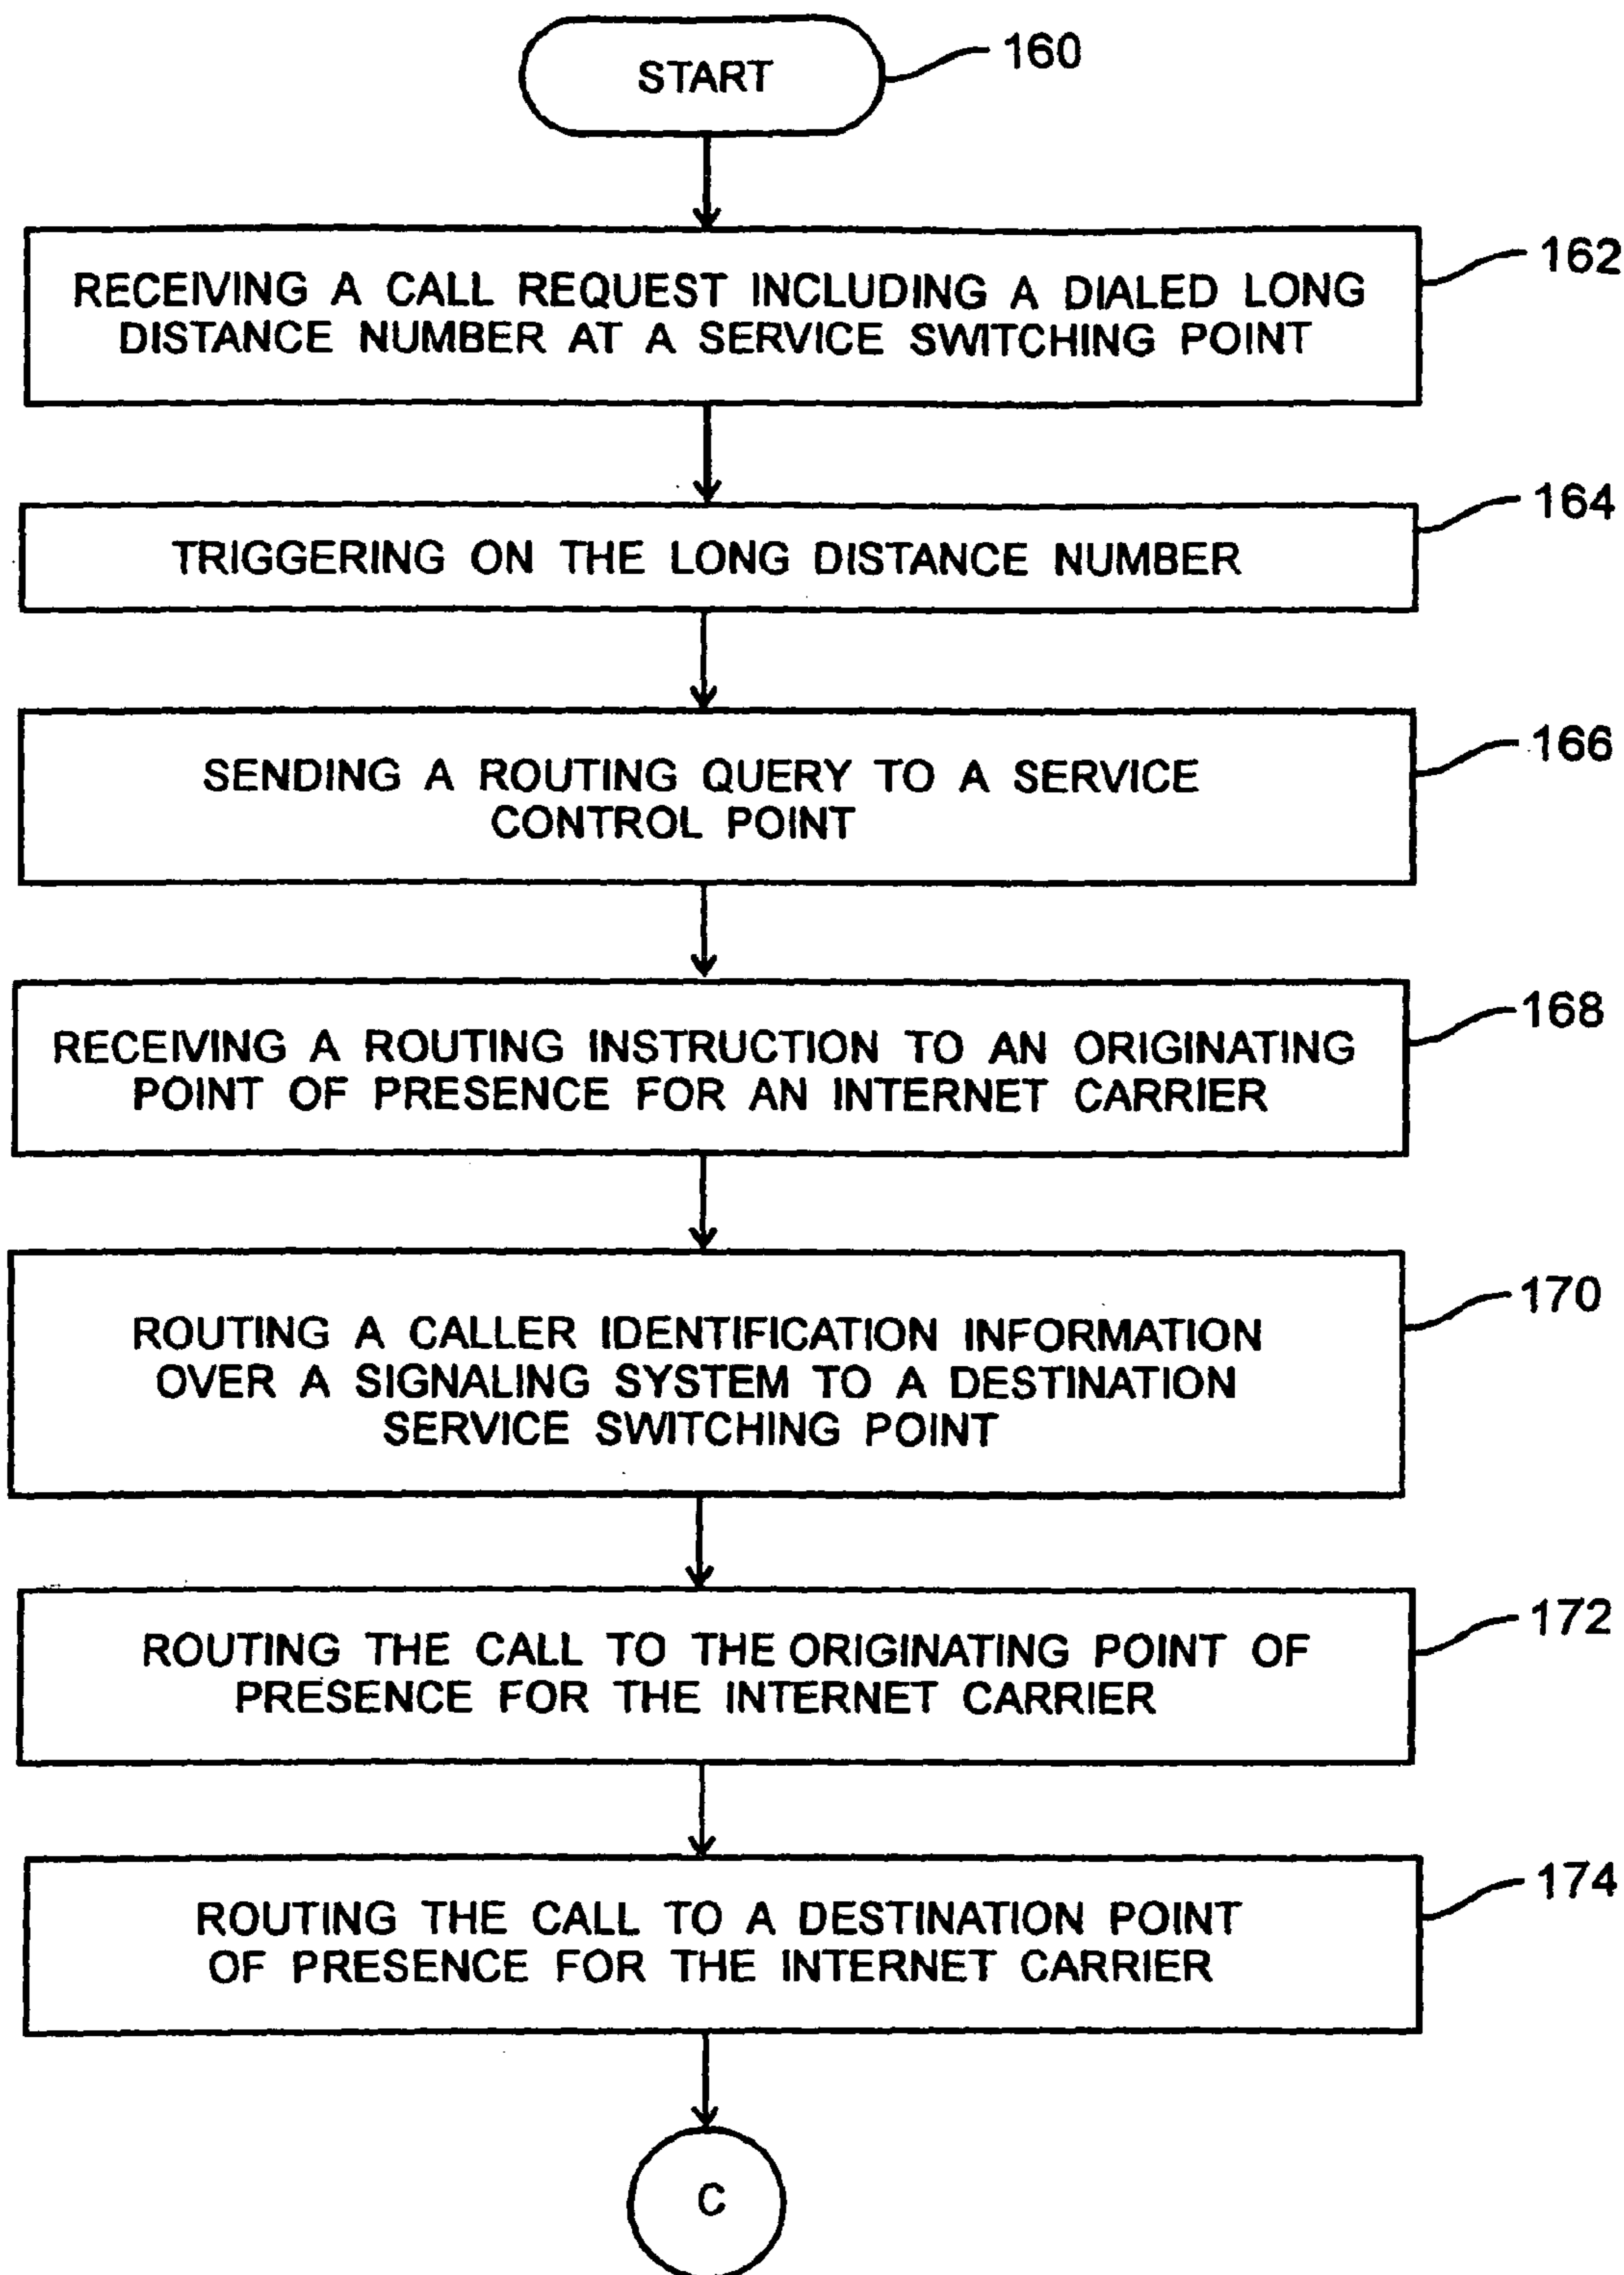 START
160
RECEIVING A CALL REQUEST INCLUDING A DIALED LONG
DISTANCE NUMBER AT A SERVICE SWITCHING POINT
162
TRIGGERING ON THE LONG DISTANCE NUMBER
164
SENDING A ROUTING QUERY TO A SERVICE
CONTROL POINT
166
RECEIVING A ROUTING INSTRUCTION TO AN ORIGINATING
POINT OF PRESENCE FOR AN INTERNET CARRIER
168
ROUTING A CALLER IDENTIFICATION INFORMATION
OVER A SIGNALING SYSTEM TO A DESTINATION
SERVICE SWITCHING POINT
170
ROUTING THE CALL TO THE ORIGINATING POINT OF
PRESENCE FOR THE INTERNET CARRIER
172
ROUTING THE CALL TO A DESTINATION POINT
OF PRESENCE FOR THE INTERNET CARRIER
174
C